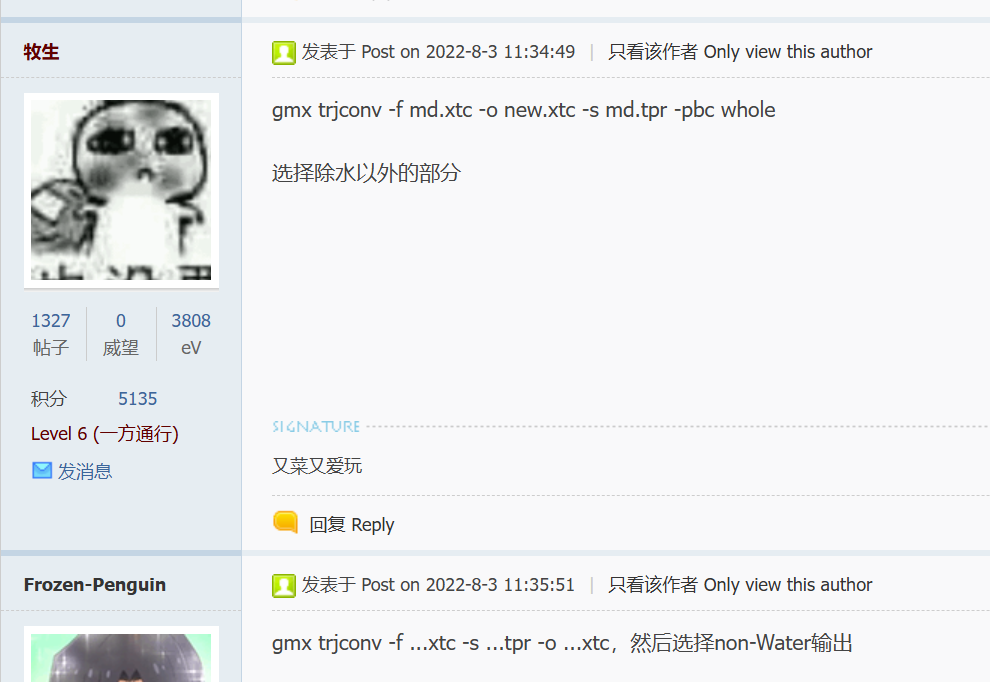 牧生
发表于 Post on 2022-8-3 11:34:49 | 只看该作者 Only view this author
gmx trjconv -f md.xtc -o new.xtc -s md.tpr -pbc whole
选择除水以外的部分
1327 0 3808
帖子 威望 eV
积分 5135
Level 6 (一方通行)
发消息
SIGNATURE
又菜又爱玩
回复 Reply
Frozen-Penguin
发表于 Post on 2022-8-3 11:35:51 | 只看该作者 Only view this author
gmx trjconv -f ...xtc -s ...tpr -o ...xtc，然后选择non-Water输出